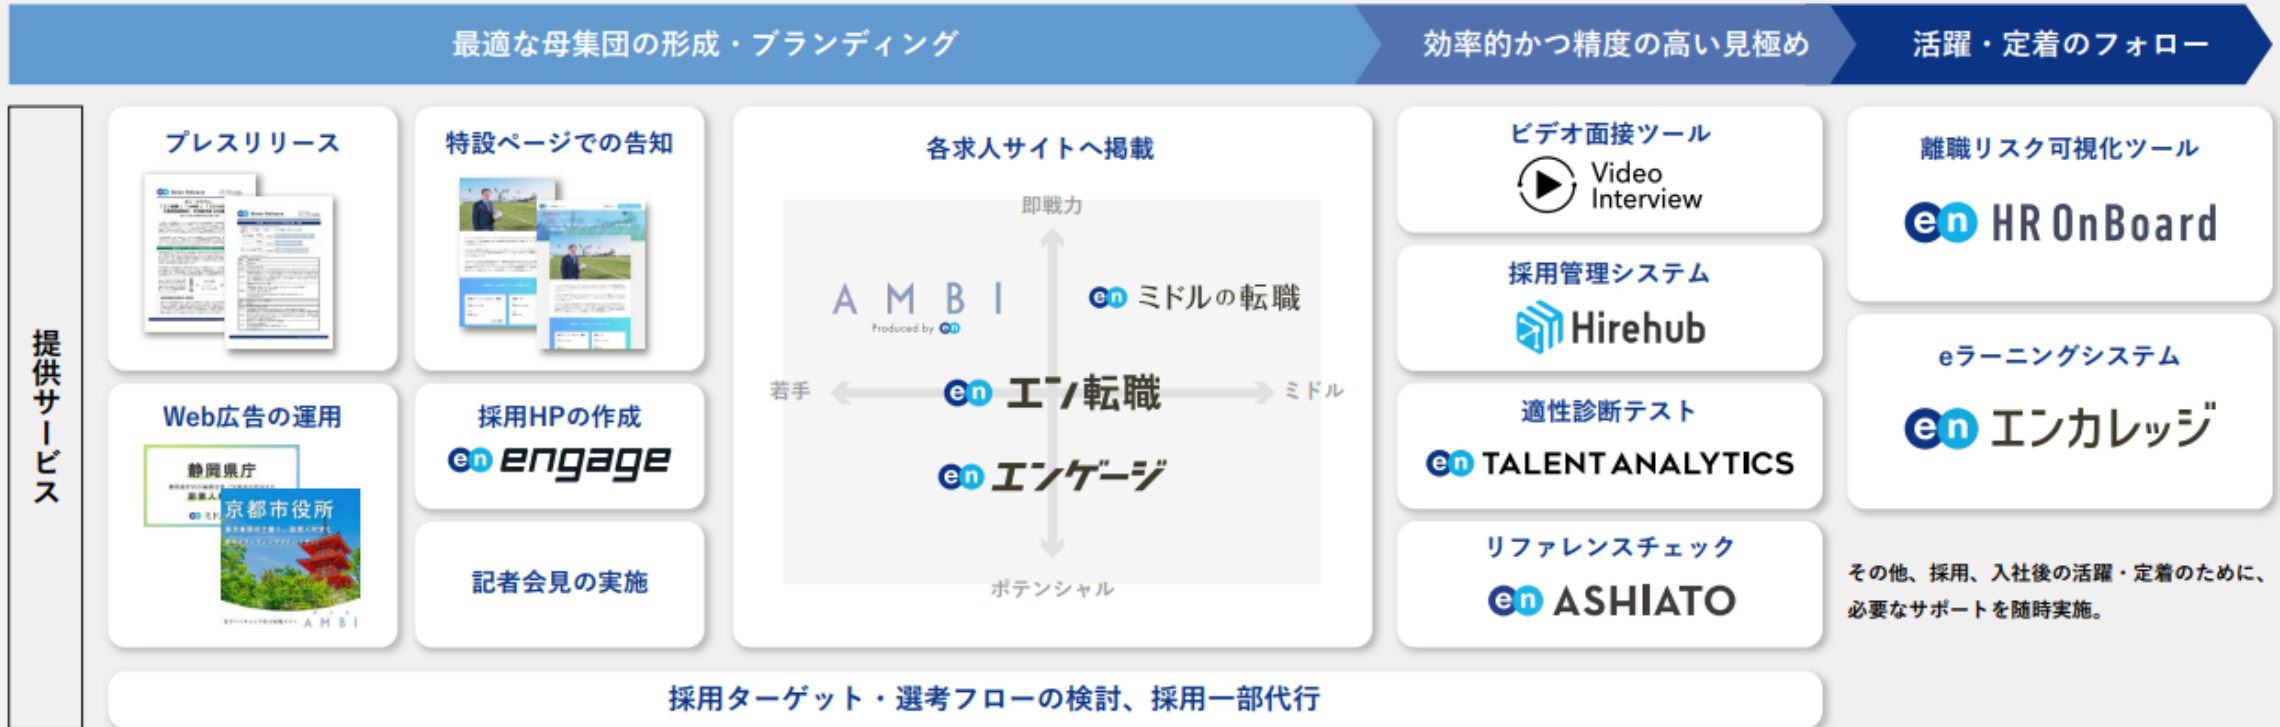 最適な母集団の形成・ブランディング
効率的かつ精度の高い見極め
活躍・定着のフォロー
提供サービス
プレスリリース
en News Release
en News Release
特設ページでの告知
Web広告の運用
静岡県庁
京都市役所
AMBI
採用HPの作成
en engage
記者会見の実施
各求人サイトへ掲載
即戦力
AMBI
Produced by en
en ミドルの転職
若手
en エン転職
ミドル
en エンゲージ
ポテンシャル
ビデオ面接ツール
Video
Interview
採用管理システム
Hirehub
適性診断テスト
en TALENT ANALYTICS
リファレンスチェック
en ASHIATO
離職リスク可視化ツール
en HR OnBoard
eラーニングシステム
en エンカレッジ
その他、採用、入社後の活躍・定着のために、
必要なサポートを随時実施。
採用ターゲット・選考フローの検討、採用一部代行